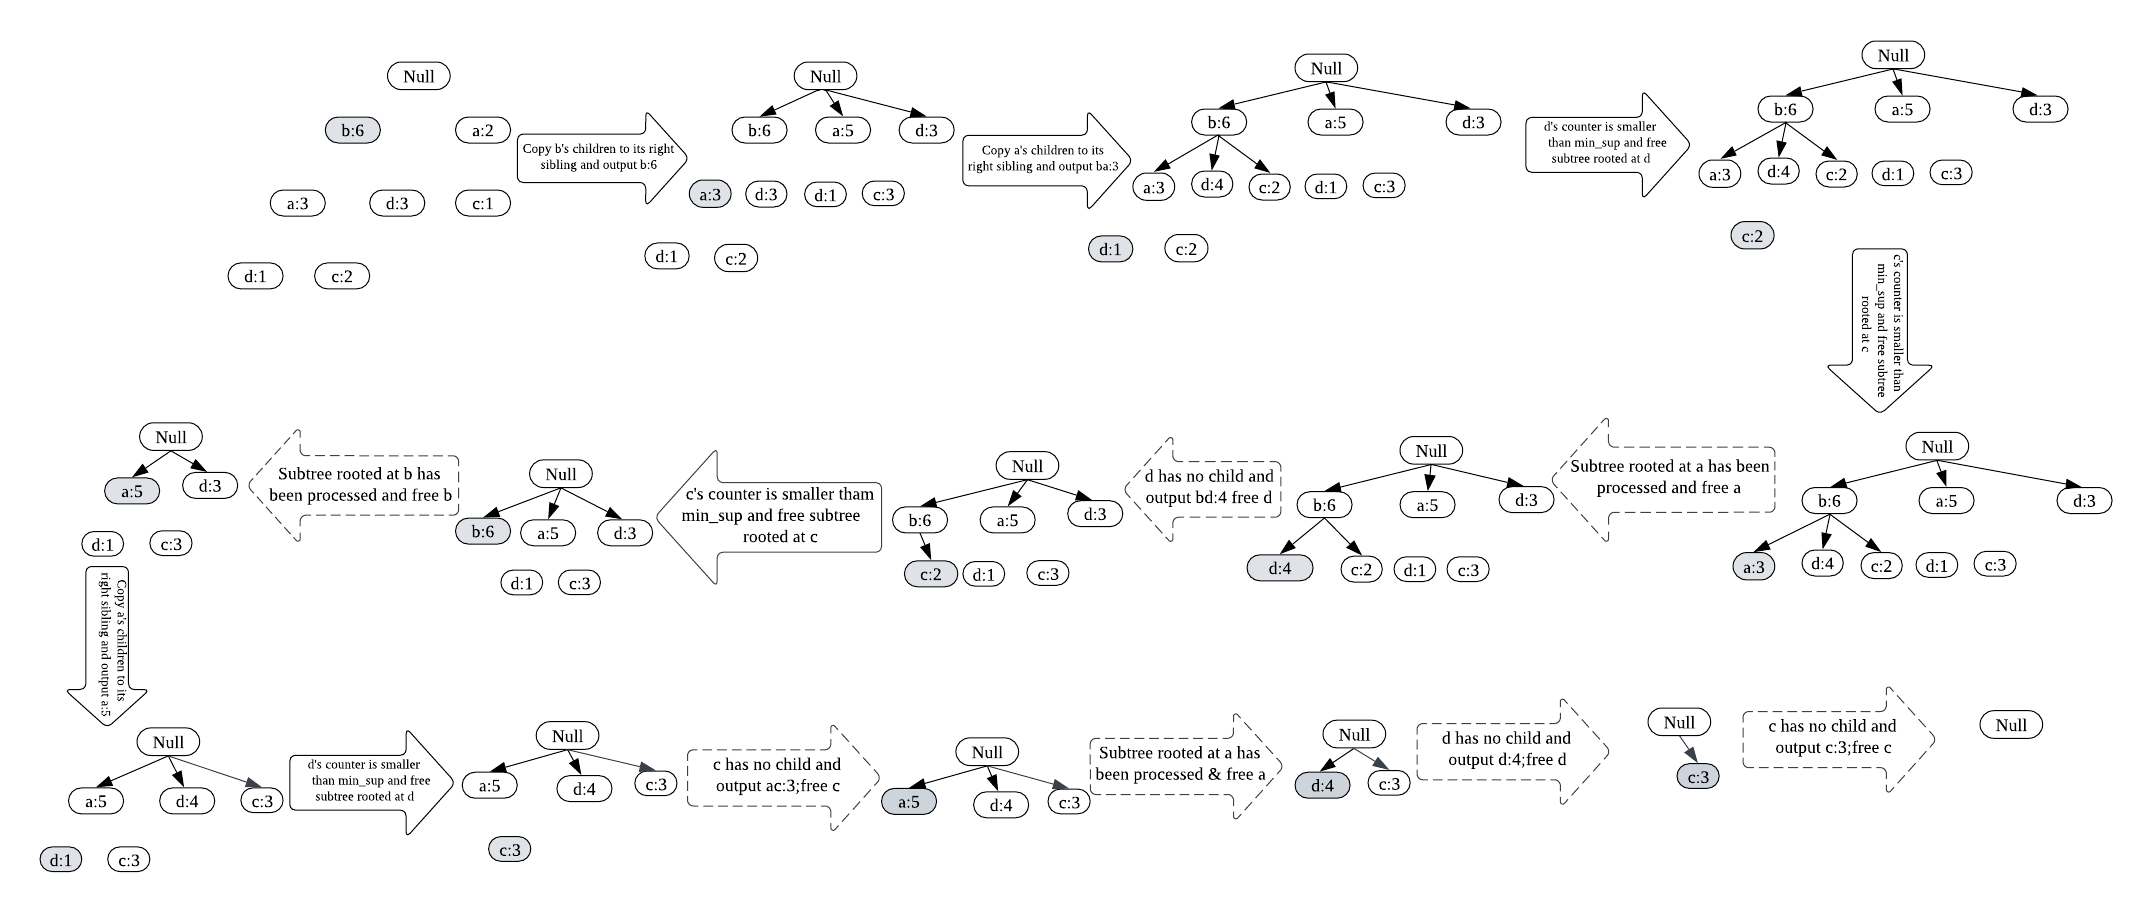 Null
b:6
a:2
a:3
d:3
c:1
d:1
c:2
Copy b's children to its right
sibling and output b:6
Null
b:6
a:5
d:3
a:3
d:3
d:1
c:3
d:1
c:2
Copy a's children to its
right sibling and output ba:3
Null
b:6
a:5
d:3
a:3
d:4
c:2
d:1
c:3
d:1
c:2
d's counter is smaller
than min_sup and free
subtree rooted at d
Null
b:6
a:5
d:3
a:3
d:4
c:2
d:1
c:3
c:2
c's counter is smaller than
min_sup and free subtree
rooted at c
Null
b:6
a:5
d:3
a:3
d:4
c:2
d:1
c:3
Subtree rooted at a has been
processed and free a
Null
b:6
a:5
d:3
d:4
c:2
d:1
c:3
d has no child and
output bd:4 free d
Null
b:6
a:5
d:3
c:2
d:1
c:3
c's counter is smaller tham
min_sup and free subtree
rooted at c
Null
b:6
a:5
d:3
d:1
c:3
Subtree rooted at b has
been processed and free b
Null
a:5
d:3
d:1
c:3
Copy a's children to its
right sibling and output a:5
Null
a:5
d:4
c:3
d:1
c:3
d's counter is smaller
than min_sup and free
subtree rooted at d
Null
a:5
d:4
c:3
c:3
c has no child and
output ac:3;free c
Null
a:5
d:4
c:3
Subtree rooted at a has
been processed & free a
Null
d:4
c:3
d has no child and
output d:4;free d
Null
c:3
c has no child and
output c:3;free c
Null